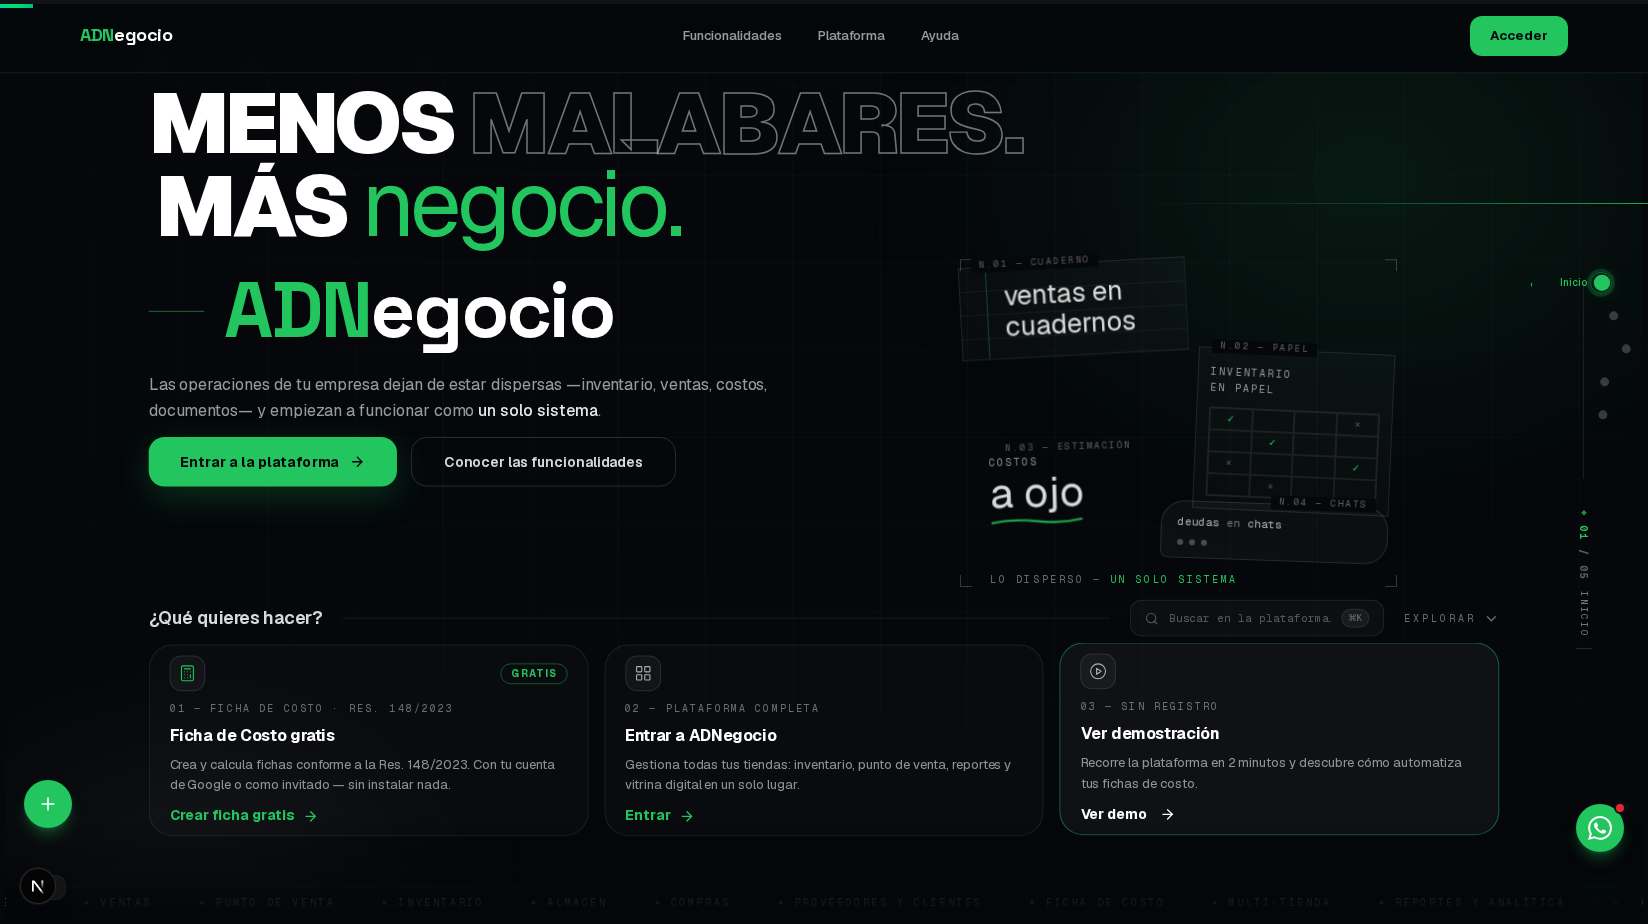 ADNegocio
Funcionalidades
Plataforma
Ayuda
Acceder
MENOS MALABARES.
MÁS negocio.
ADNegocio
Las operaciones de tu empresa dejan de estar dispersas —inventario, ventas, costos,
documentos— y empiezan a funcionar como un solo sistema.
Entrar a la plataforma
Conocer las funcionalidades
N.01 — CUADERNO
ventas en
cuadernos
N.02 — PAPEL
INVENTARIO
EN PAPEL
N.03 — ESTIMACIÓN
COSTOS
a ojo
N.04 — CHATS
deudas en chats
LO DISPERSO — UN SOLO SISTEMA
Inicio
01 / 05 INICIO
¿Qué quieres hacer?
Buscar en la plataforma
⌘K
EXPLORAR
GRATIS
01 — FICHA DE COSTO · RES. 148/2023
Ficha de Costo gratis
Crea y calcula fichas conforme a la Res. 148/2023. Con tu cuenta
de Google o como invitado — sin instalar nada.
Crear ficha gratis
02 — PLATAFORMA COMPLETA
Entrar a ADNegocio
Gestiona todas tus tiendas: inventario, punto de venta, reportes y
vitrina digital en un solo lugar.
Entrar
03 — SIN REGISTRO
Ver demostración
Recorre la plataforma en 2 minutos y descubre cómo automatiza
tus fichas de costo.
Ver demo
N
VENTAS
PUNTO DE VENTA
INVENTARIO
ALMACÉN
COMPRAS
PROVEEDORES Y CLIENTES
FICHA DE COSTO
MULTI-TIENDA
REPORTES Y ANALÍTICA